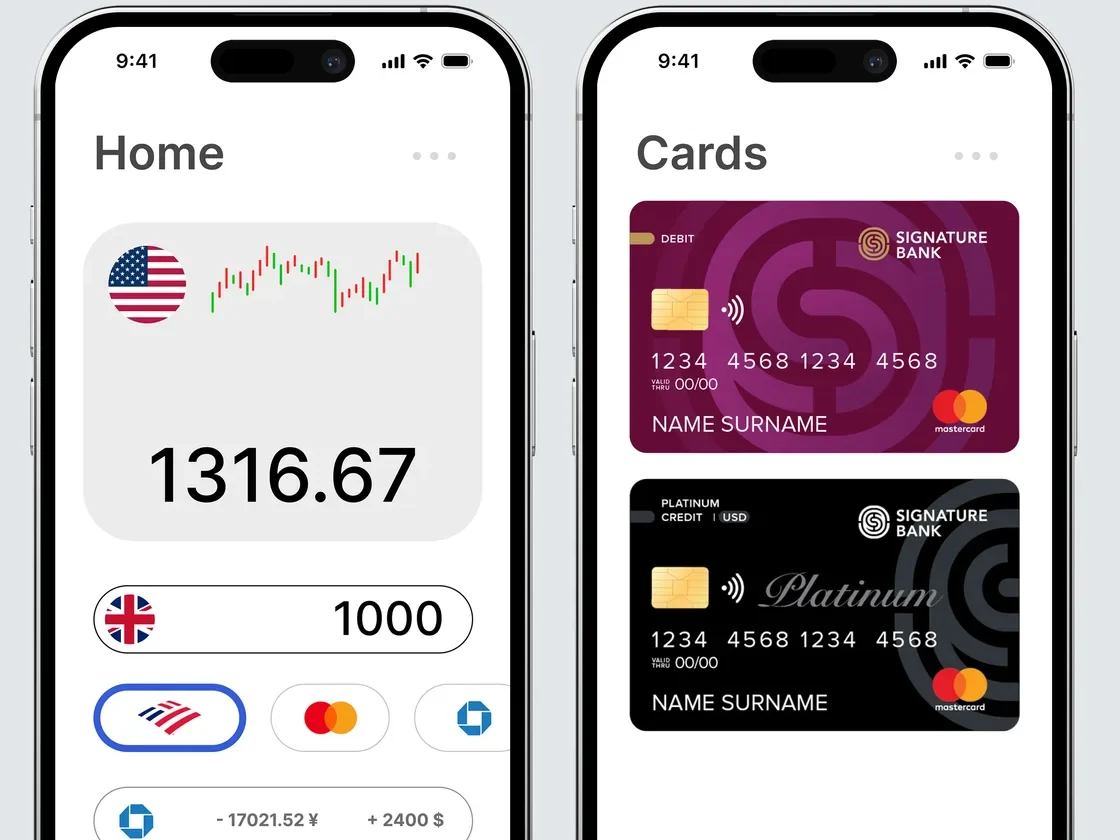 9:41
Home
1316.67
1000
- 17021.52 ¥ + 2400 $
9:41
Cards
DEBIT
SIGNATURE
BANK
1234 4568 1234 4568
VALID
THRU 00/00
NAME SURNAME
mastercard
PLATINUM
CREDIT | USD
SIGNATURE
BANK
Platinum
1234 4568 1234 4568
VALID
THRU 00/00
NAME SURNAME
mastercard